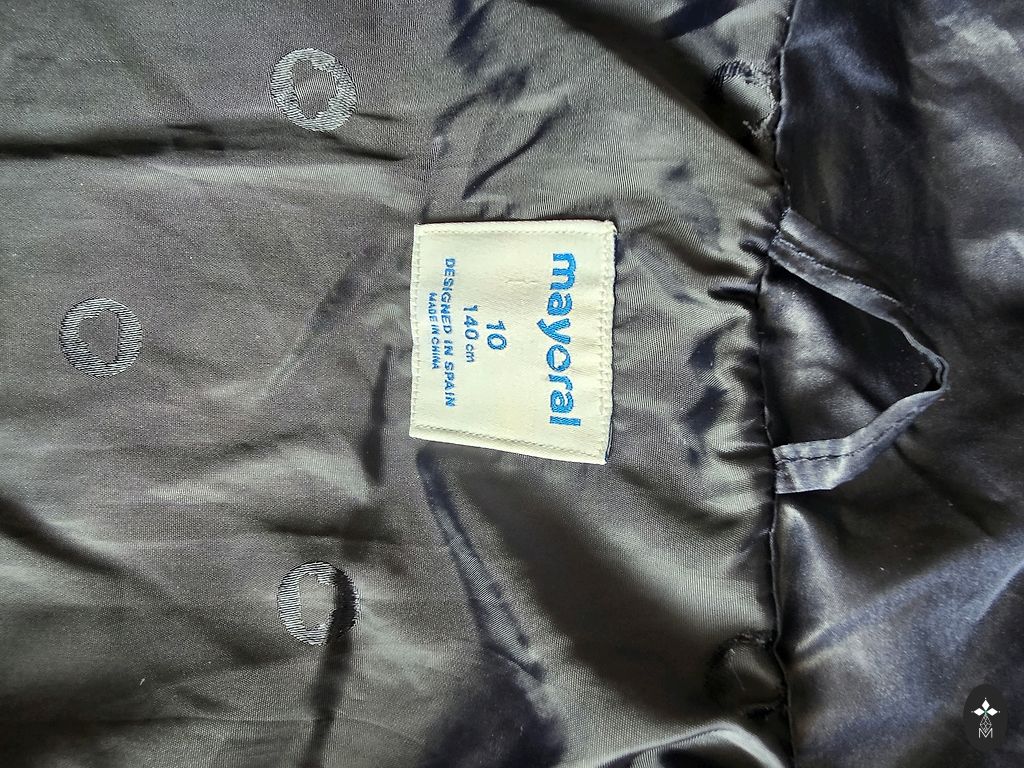 mayoral
10
140 cm
DESIGNED IN SPAIN
MADE IN CHINA
M